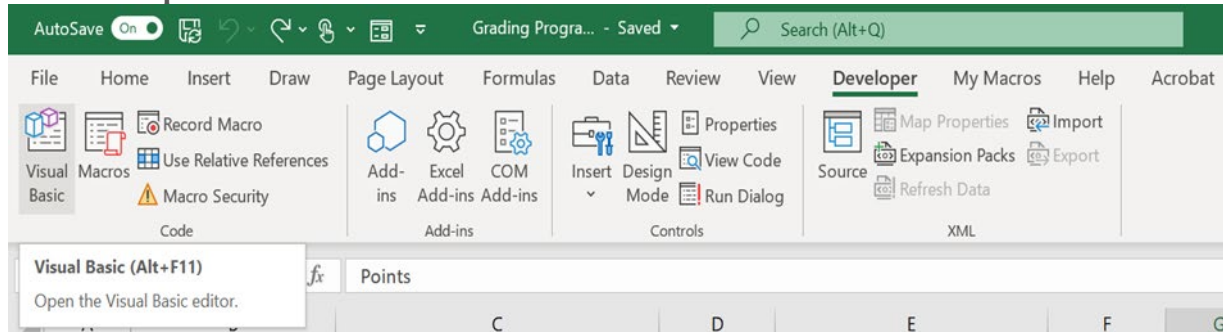 AutoSave On Grading Progra... - Saved Search (Alt+Q)
File Home Insert Draw Page Layout Formulas Data Review View Developer My Macros Help Acrobat
Visual Basic
Macros
Record Macro
Use Relative References
Macro Security
Code
Add-ins
Excel Add-ins
COM Add-ins
Add-ins
Insert
Design Mode
Properties
View Code
Run Dialog
Controls
Source
Map Properties
Expansion Packs
Refresh Data
Import
Export
XML
Visual Basic (Alt+F11)
Open the Visual Basic editor.
fx Points
C D E F